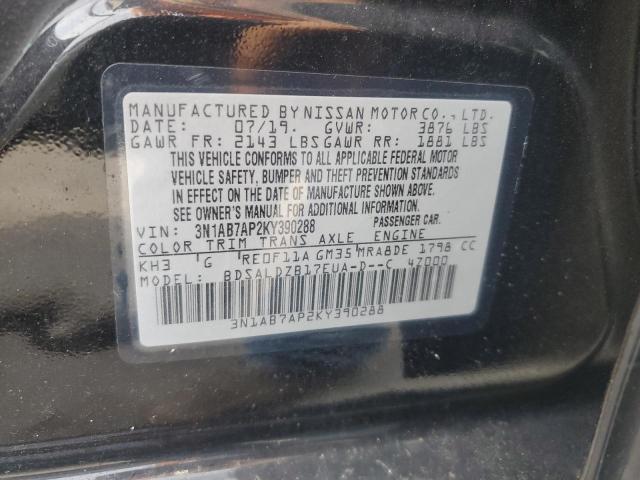 MANUFACTURED BY NISSAN MOTOR CO., LTD.
DATE: 07/19. GVWR: 3876 LBS
GAWR FR: 2143 LBS GAWR RR: 1881 LBS
THIS VEHICLE CONFORMS TO ALL APPLICABLE FEDERAL MOTOR
VEHICLE SAFETY, BUMPER AND THEFT PREVENTION STANDARDS
IN EFFECT ON THE DATE OF MANUFACTURE SHOWN ABOVE.
SEE OWNER'S MANUAL FOR ADDITIONAL INFORMATION.
VIN: 3N1AB7AP2KY390288 PASSENGER CAR.
COLOR TRIM TRANS AXLE ENGINE
KH3 G RE0F11A GM35 MRA8DE 1798 CC
MODEL: BDSALDZB17EUA-D--C 47000
3N1AB7AP2KY390288